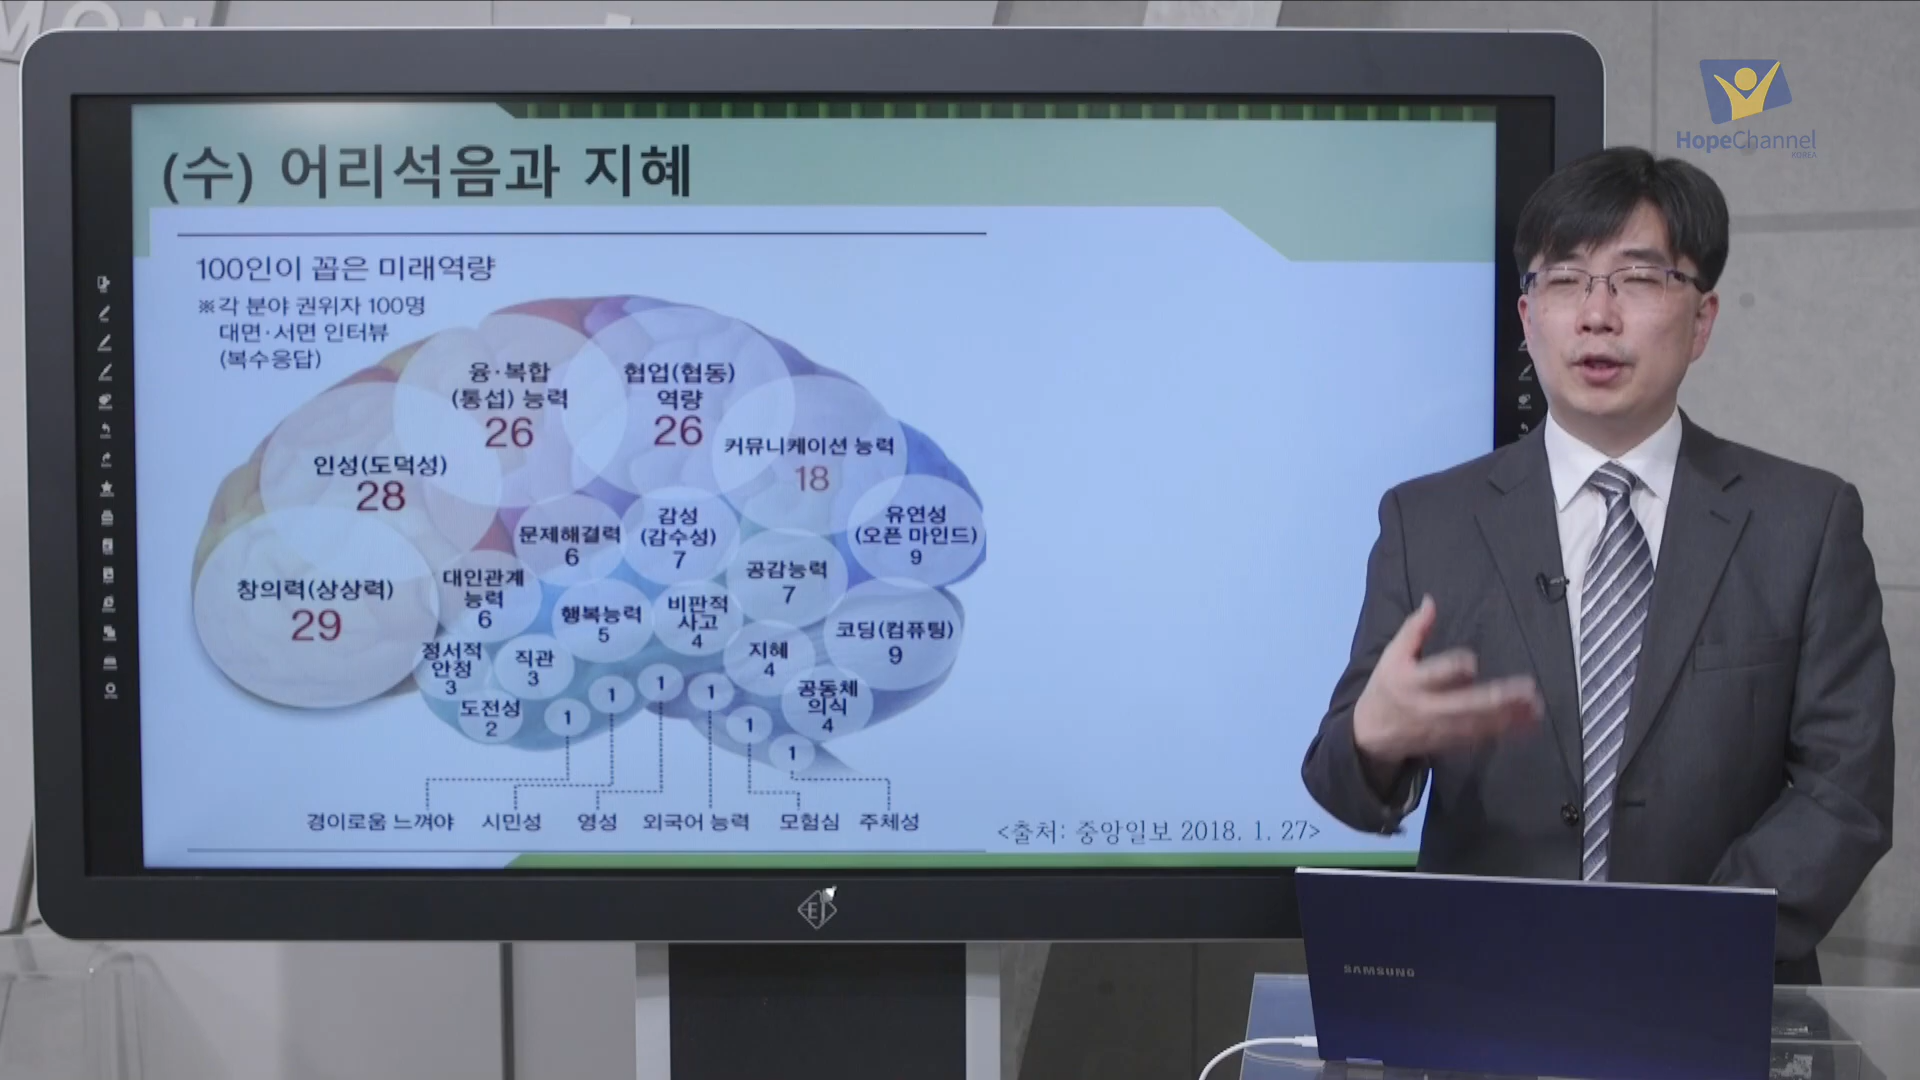 MON
HopeChannel
KOREA
(수) 어리석음과 지혜
100인이 꼽은 미래역량
※각 분야 권위자 100명
대면·서면 인터뷰
(복수응답)
융·복합
(통섭) 능력
26
협업(협동)
역량
26
커뮤니케이션 능력
18
인성(도덕성)
28
유연성
(오픈 마인드)
9
문제해결력
6
감성
(감수성)
7
공감능력
7
창의력(상상력)
29
대인관계
능력
6
행복능력
5
비판적
사고
4
코딩(컴퓨팅)
9
정서적
안정
3
직관
3
지혜
4
공동체
의식
4
도전성
2
1
1
1
1
1
1
경이로움 느껴야
시민성
영성
외국어 능력
모험심
주체성
<출처: 중앙일보 2018. 1. 27>
SAMSUNG